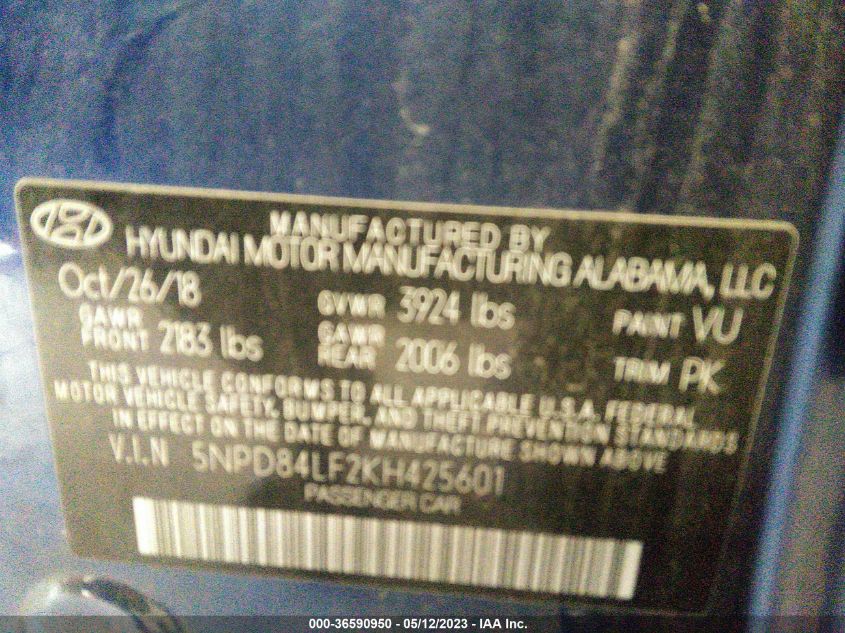 MANUFACTURED BY
HYUNDAI MOTOR MANUFACTURING ALABAMA, LLC
Oct/26/18 GVWR 3924 lbs PAINT VU
GAWR FRONT 2183 lbs GAWR REAR 2006 lbs TRIM PK
THIS VEHICLE CONFORMS TO ALL APPLICABLE U.S.A. FEDERAL
MOTOR VEHICLE SAFETY, BUMPER, AND THEFT PREVENTION STANDARDS
IN EFFECT ON THE DATE OF MANUFACTURE SHOWN ABOVE
V.I.N 5NPD84LF2KH425601
PASSENGER CAR
000-36590950 - 05/12/2023 - IAA Inc.